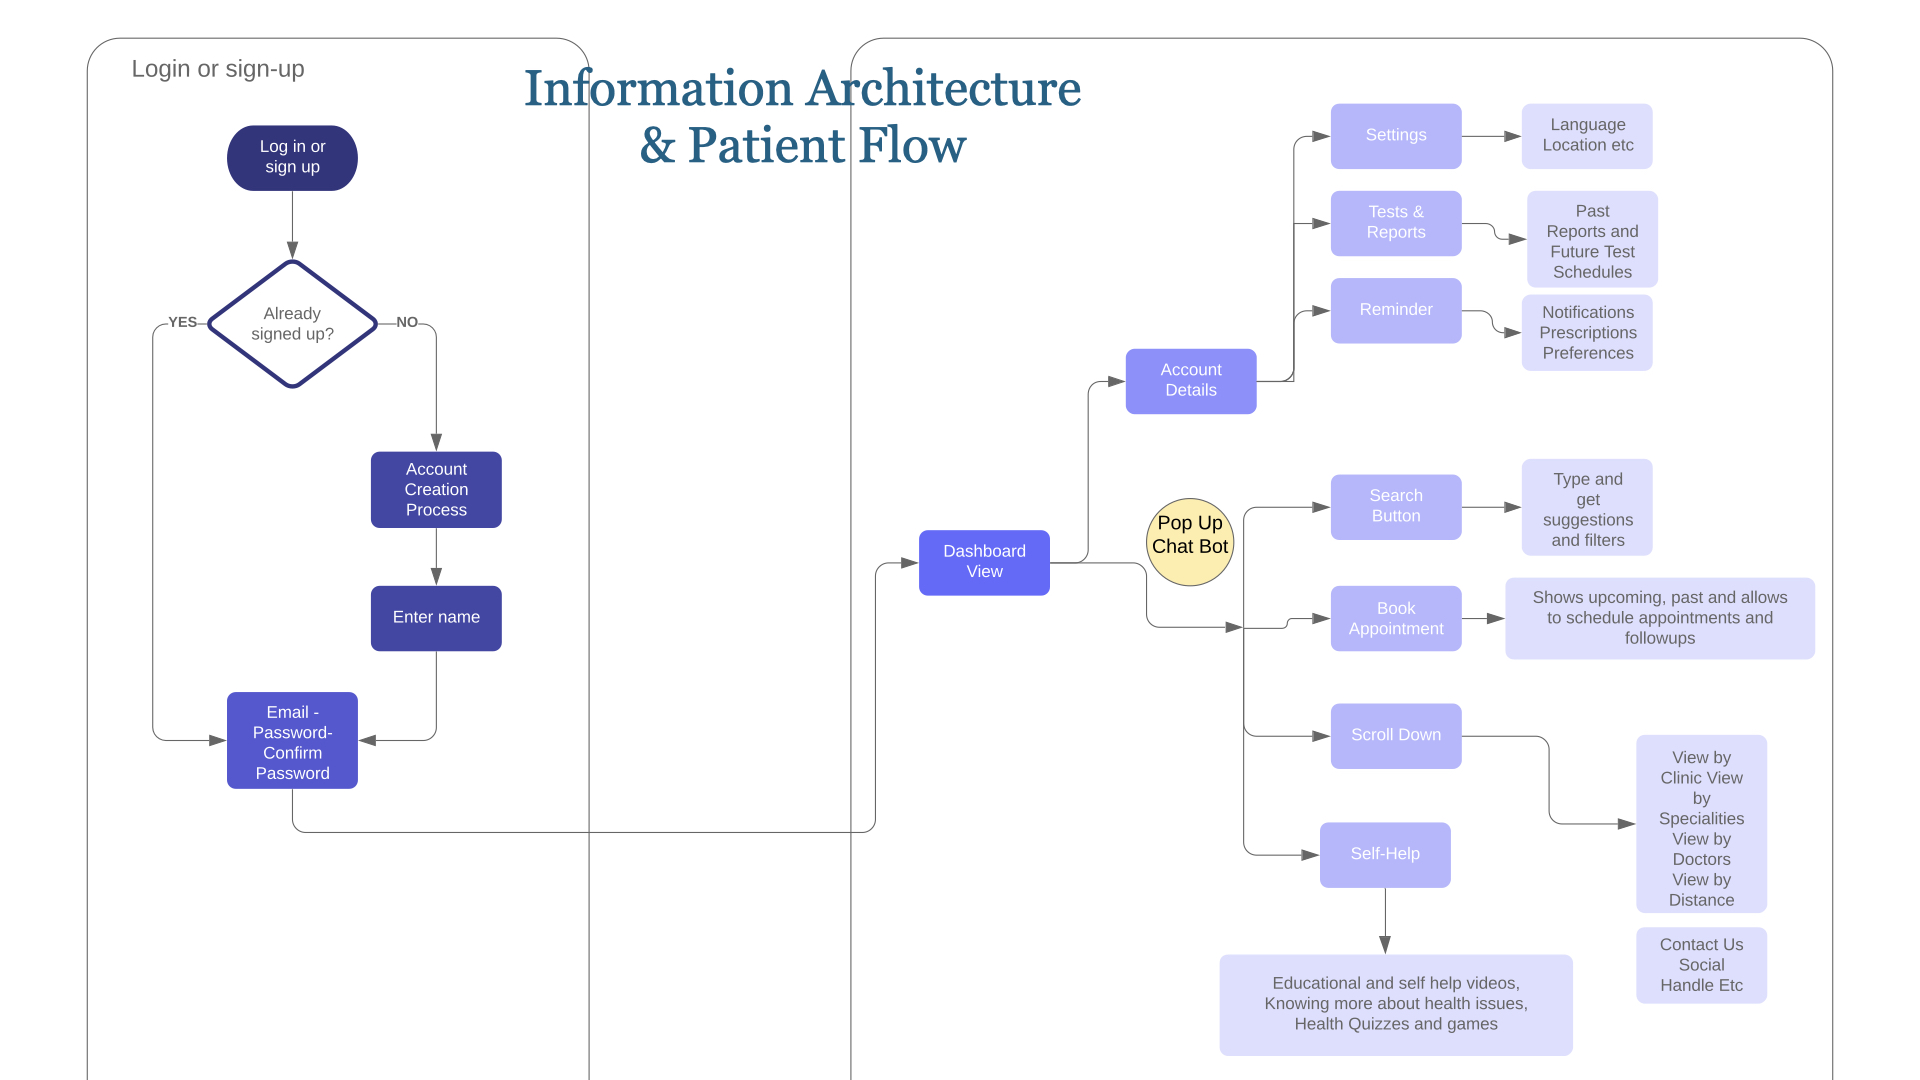 Login or sign-up
Information Architecture
& Patient Flow
Log in or
sign up
Already
signed up?
YES
NO
Account
Creation
Process
Enter name
Email -
Password-
Confirm
Password
Dashboard
View
Account
Details
Pop Up
Chat Bot
Settings
Language
Location etc
Tests &
Reports
Past
Reports and
Future Test
Schedules
Reminder
Notifications
Prescriptions
Preferences
Search
Button
Type and
get
suggestions
and filters
Book
Appointment
Shows upcoming, past and allows
to schedule appointments and
followups
Scroll Down
View by
Clinic View
by
Specialities
View by
Doctors
View by
Distance
Contact Us
Social
Handle Etc
Self-Help
Educational and self help videos,
Knowing more about health issues,
Health Quizzes and games